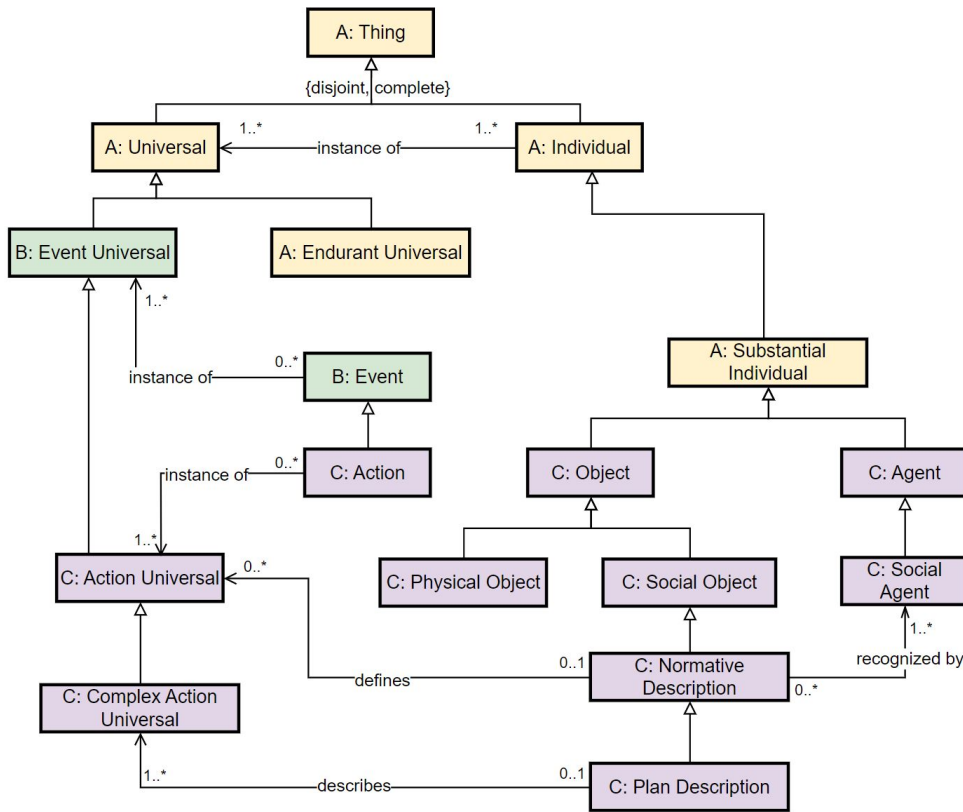 A: Thing
{disjoint, complete}
1..*
1..*
A: Universal
instance of
A: Individual
B: Event Universal
A: Endurant Universal
1..*
A: Substantial
Individual
0..*
instance of
B: Event
0..*
instance of
C: Action
C: Object
C: Agent
1..*
C: Action Universal
0..*
C: Physical Object
C: Social Object
C: Social
Agent
1..*
recognized by
0..1
C: Normative
Description
0..*
defines
C: Complex Action
Universal
1..*
describes
0..1
C: Plan Description